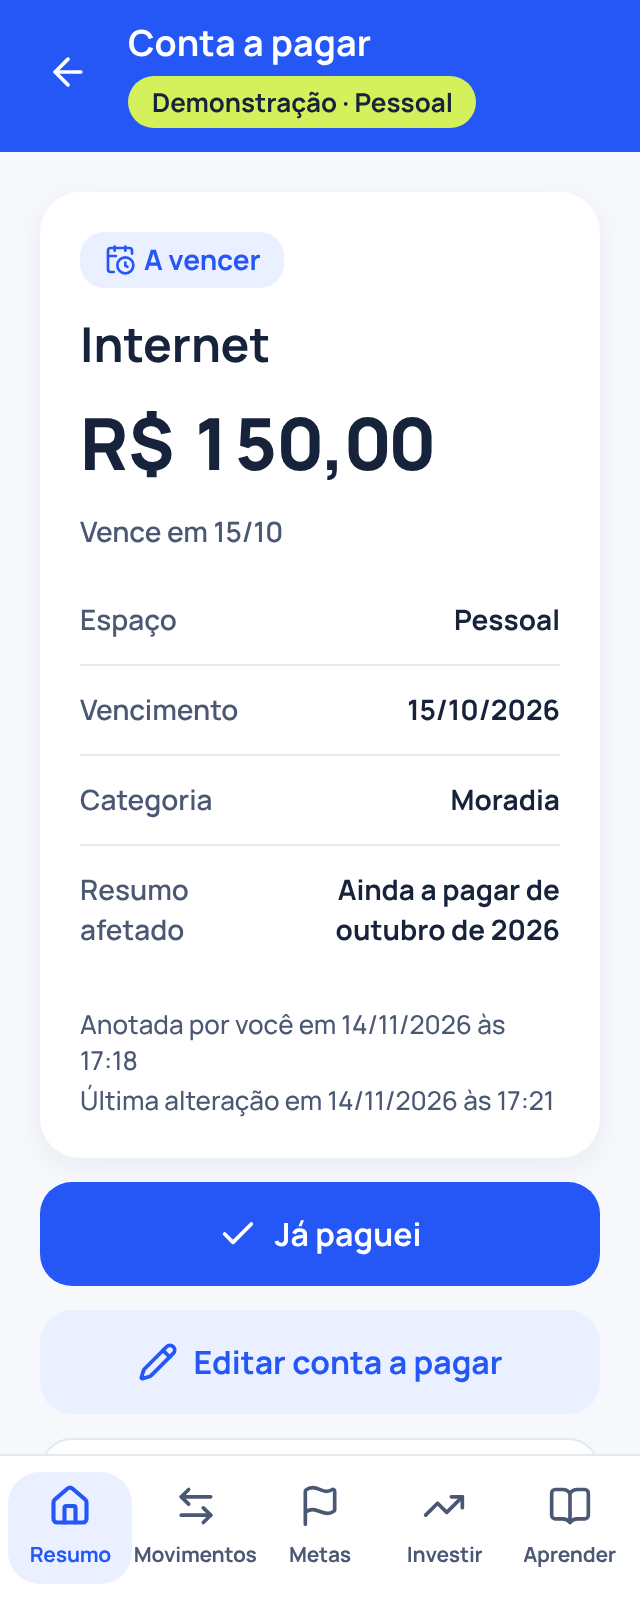 Conta a pagar
Demonstração · Pessoal
A vencer
Internet
R$ 150,00
Vence em 15/10
Espaço
Pessoal
Vencimento
15/10/2026
Categoria
Moradia
Resumo afetado
Ainda a pagar de
outubro de 2026
Anotada por você em 14/11/2026 às
17:18
Última alteração em 14/11/2026 às 17:21
Já paguei
Editar conta a pagar
Resumo
Movimentos
Metas
Investir
Aprender